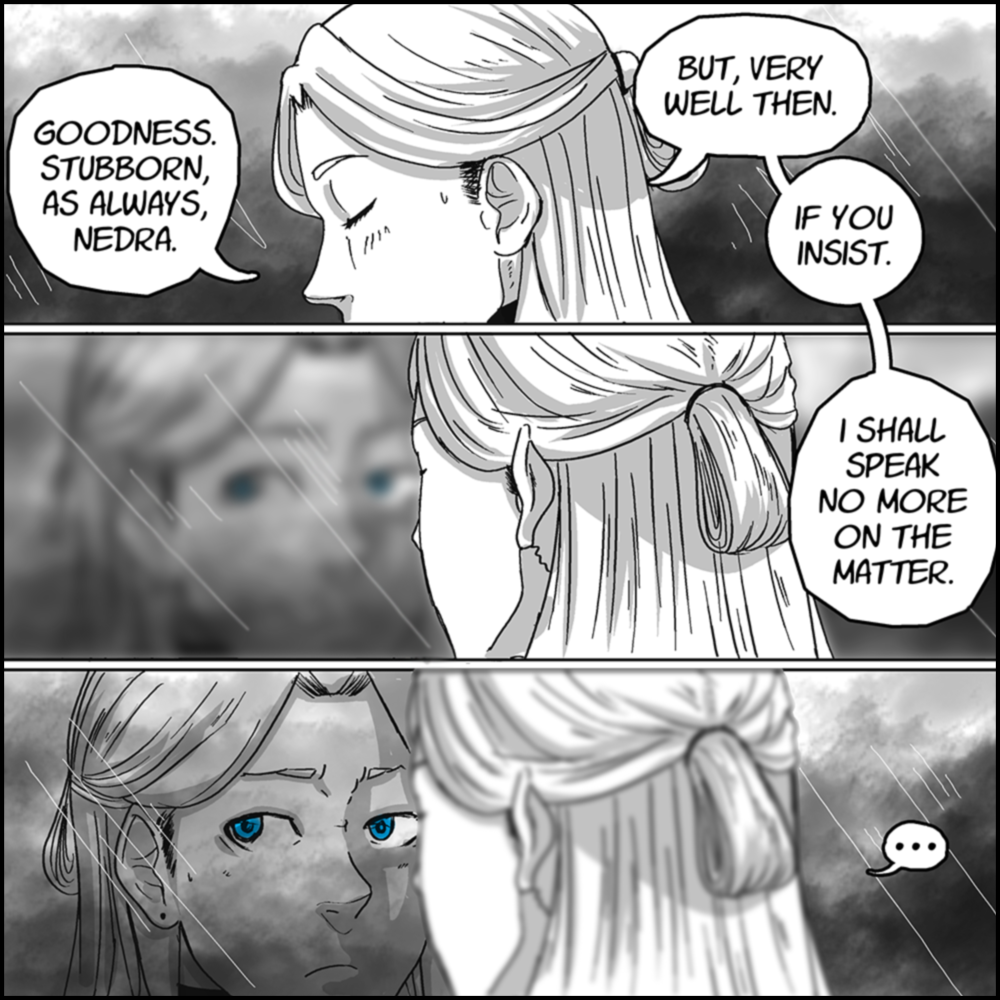 GOODNESS.
STUBBORN,
AS ALWAYS,
NEDRA.
BUT, VERY
WELL THEN.
IF YOU
INSIST.
I SHALL
SPEAK
NO MORE
ON THE
MATTER.
...